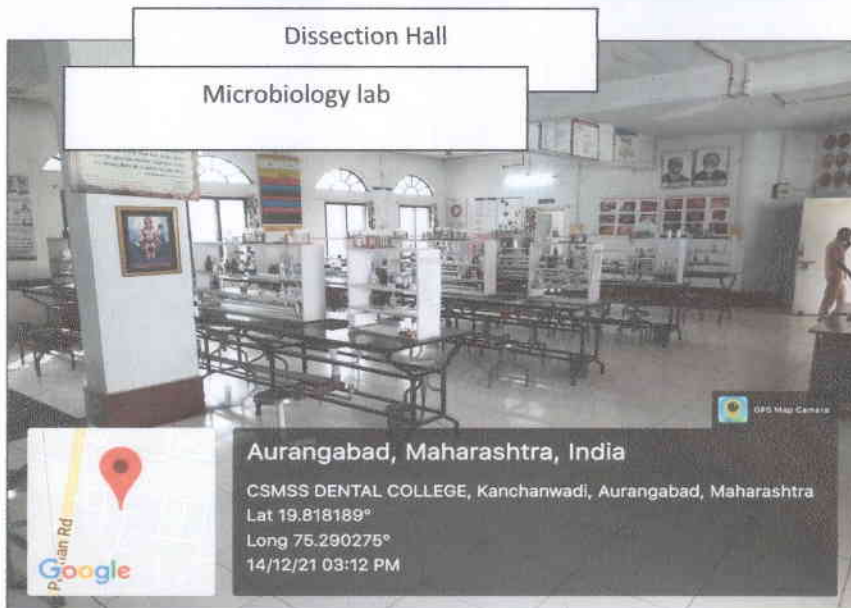 Dissection Hall
Microbiology lab
GPS Map Camera
Aurangabad, Maharashtra, India
CSMSS DENTAL COLLEGE, Kanchanwadi, Aurangabad, Maharashtra
Lat 19.818189°
Long 75.290275°
14/12/21 03:12 PM
Rd
Google